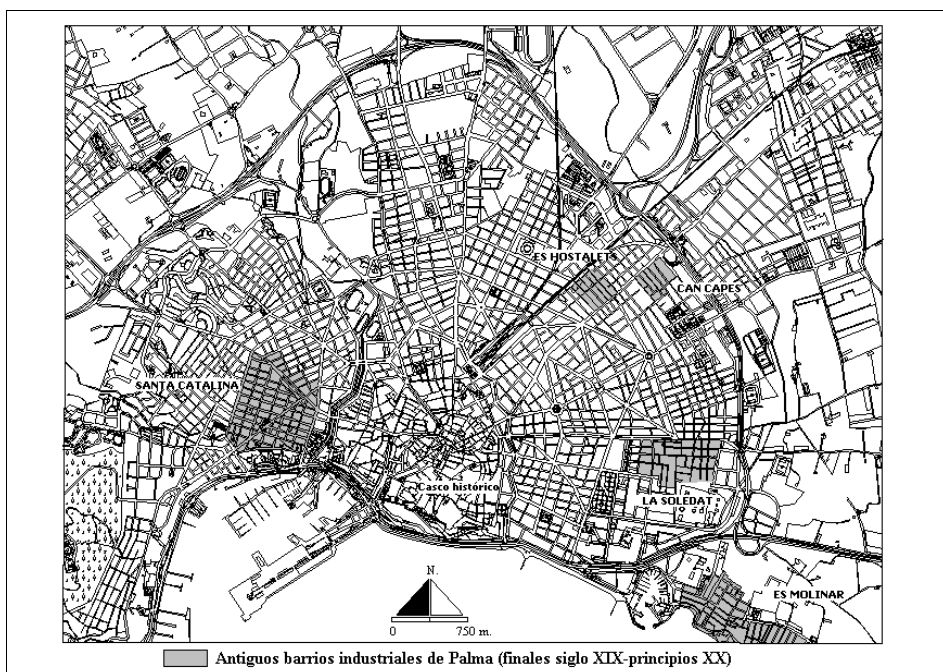 ES HOSTALETS
CAN CAPES
SANTA CATALINA
Casco histórico
LA SOLEDAT
ES MOLINAR
N.
0 750 m.
Antiguos barrios industriales de Palma (finales siglo XIX-principios XX)